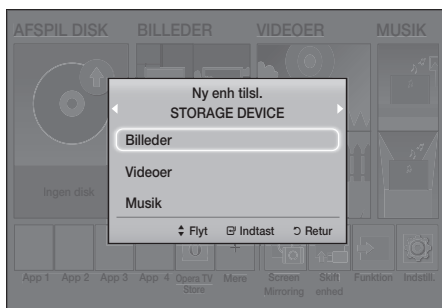 AFSPIL DISK BILLEDER VIDEOER MUSIK
Ny enh tilsl.
STORAGE DEVICE
Billeder
Videoer
Musik
Flyt Indtast Retur
Ingen disk
App 1 App 2 App 3 App 4 Opera TV Store Mere Screen Mirroring Skift enhed Funktion Indstill.